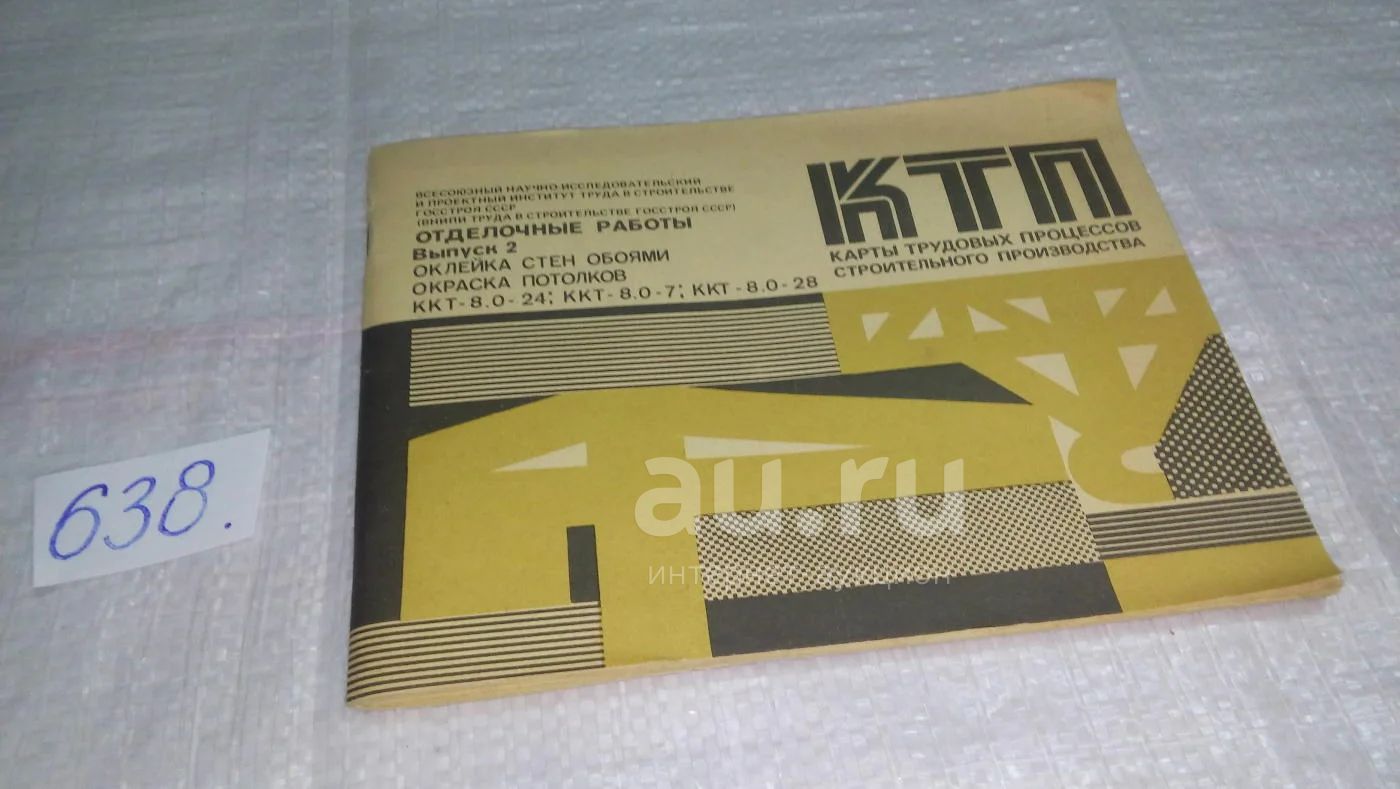 ВСЕСОЮЗНЫЙ НАУЧНО-ИССЛЕДОВАТЕЛЬСКИЙ
И ПРОЕКТНЫЙ ИНСТИТУТ ТРУДА В СТРОИТЕЛЬСТВЕ
ГОССТРОЯ СССР
(ВНИПИ ТРУДА В СТРОИТЕЛЬСТВЕ ГОССТРОЯ СССР)
ОТДЕЛОЧНЫЕ РАБОТЫ
Выпуск 2
ОКЛЕЙКА СТЕН ОБОЯМИ
ОКРАСКА ПОТОЛКОВ
ККТ-8.0-24; ККТ-8.0-7; ККТ-8.0-28
КТП
КАРТЫ ТРУДОВЫХ ПРОЦЕССОВ
СТРОИТЕЛЬНОГО ПРОИЗВОДСТВА
638.
au.ru
интернет аукцион